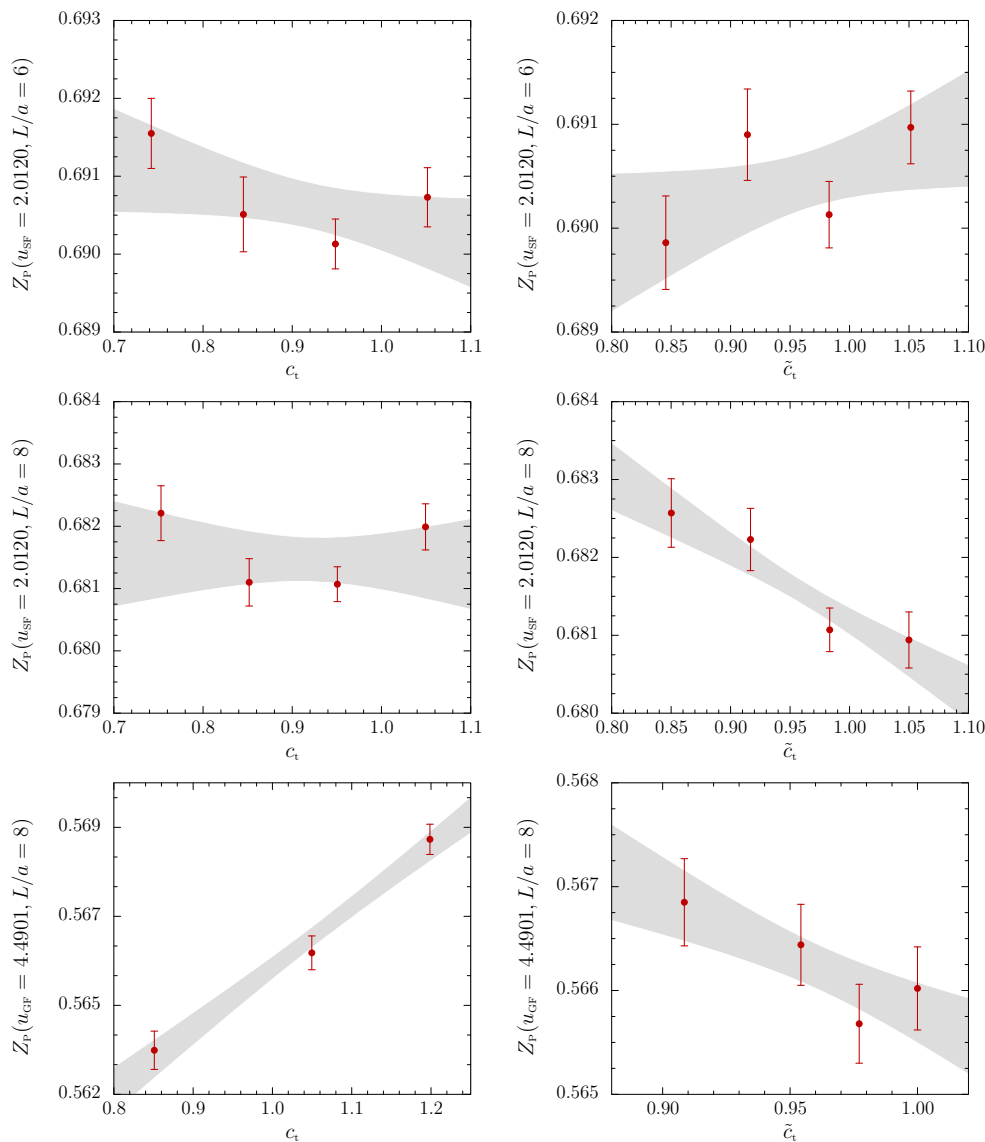 Z_P(u_SF = 2.0120, L/a = 6)
0.693
0.692
0.691
0.690
0.689
0.7 0.8 0.9 1.0 1.1
c_t
Z_P(u_SF = 2.0120, L/a = 6)
0.692
0.691
0.690
0.689
0.80 0.85 0.90 0.95 1.00 1.05 1.10
c̃_t
Z_P(u_SF = 2.0120, L/a = 8)
0.684
0.683
0.682
0.681
0.680
0.679
0.7 0.8 0.9 1.0 1.1
c_t
Z_P(u_SF = 2.0120, L/a = 8)
0.684
0.683
0.682
0.681
0.680
0.80 0.85 0.90 0.95 1.00 1.05 1.10
c̃_t
Z_P(u_GF = 4.4901, L/a = 8)
0.569
0.567
0.565
0.562
0.8 0.9 1.0 1.1 1.2
c_t
Z_P(u_GF = 4.4901, L/a = 8)
0.568
0.567
0.566
0.565
0.90 0.95 1.00
c̃_t